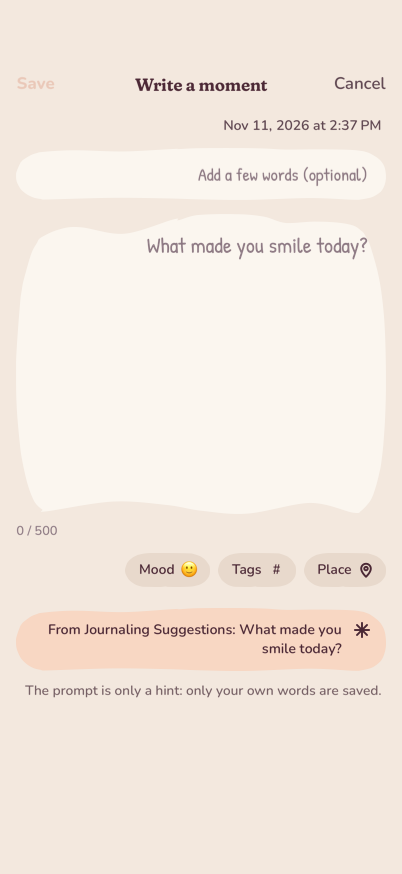 Save
Write a moment
Cancel
Nov 11, 2026 at 2:37 PM
Add a few words (optional)
What made you smile today?
0 / 500
Mood 🙂
Tags #
Place
From Journaling Suggestions: What made you
smile today?
The prompt is only a hint: only your own words are saved.